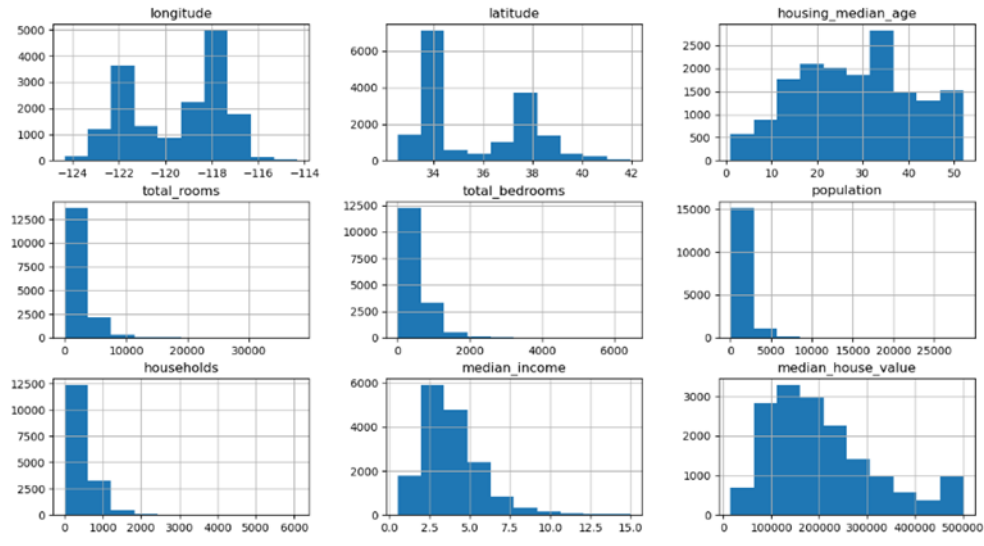 longitude
5000
4000
3000
2000
1000
0
−124 −122 −120 −118 −116 −114
latitude
6000
4000
2000
0
34 36 38 40 42
housing_median_age
2500
2000
1500
1000
500
0
0 10 20 30 40 50
total_rooms
12500
10000
7500
5000
2500
0
0 10000 20000 30000
total_bedrooms
12500
10000
7500
5000
2500
0
0 2000 4000 6000
population
15000
10000
5000
0
0 5000 10000 15000 20000 25000
households
12500
10000
7500
5000
2500
0
0 1000 2000 3000 4000 5000 6000
median_income
6000
4000
2000
0
0.0 2.5 5.0 7.5 10.0 12.5 15.0
median_house_value
3000
2000
1000
0
100000 200000 300000 400000 500000